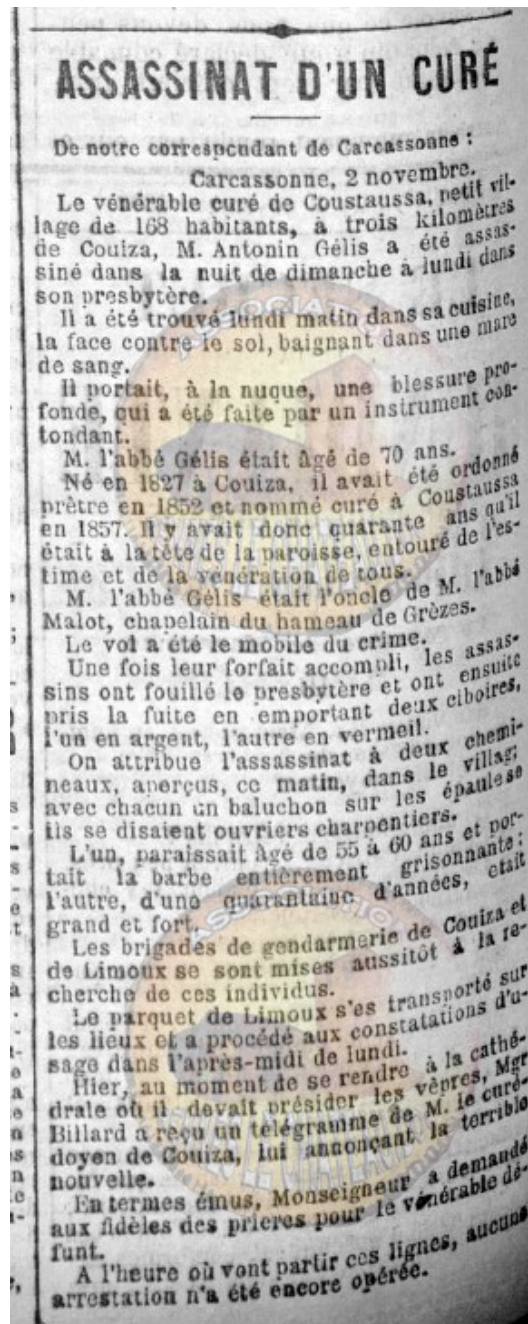 ASSASSINAT D'UN CURÉ
De notre correspondant de Carcassonne :
Carcassonne, 2 novembre.
Le vénérable curé de Coustaussa, petit vil-
lage de 168 habitants, à trois kilomètres
de Couiza, M. Antonin Gélis a été assas-
siné dans la nuit de dimanche à lundi dans
son presbytère.
Il a été trouvé lundi matin dans sa cuisine,
la face contre le sol, baignant dans une mare
de sang.
Il portait, à la nuque, une blessure pro-
fonde, qui a été faite par un instrument con-
tondant.
M. l'abbé Gélis était âgé de 70 ans.
Né en 1827 à Couiza, il avait été ordonné
prêtre en 1852 et nommé curé à Coustaussa
en 1857. Il y avait donc quarante ans qu'il
était à la tête de la paroisse, entouré de l'es-
time et de la vénération de tous.
M. l'abbé Gélis était l'oncle de M. l'abbé
Malot, chapelain du hameau de Grèzes.
Le vol a été le mobile du crime.
Une fois leur forfait accompli, les assas-
sins ont fouillé le presbytère et ont ensuite
pris la fuite en emportant deux ciboires,
l'un en argent, l'autre en vermeil.
On attribue l'assassinat à deux chemi-
neaux, aperçus, ce matin, dans le villag;
avec chacun un baluchon sur les épaulese
ils se disaient ouvriers charpentiers.
L'un, paraissait âgé de 55 à 60 ans et por-
tait la barbe entièrement grisonnante;
l'autre, d'une quarantaine d'années, était
grand et fort.
Les brigades de gendarmerie de Couiza et
de Limoux se sont mises aussitôt à la re-
cherche de ces individus.
Le parquet de Limoux s'es transporté sur
les lieux et a procédé aux constatations d'u-
sage dans l'après-midi de lundi.
Hier, au moment de se rendre à la cathé-
drale où il devait présider les vêpres, Mgr
Billard a reçu un télégramme de M. le curé-
doyen de Couiza, lui annonçant la terrible
nouvelle.
En termes émus, Monseigneur a demandé
aux fidèles des prières pour le vénérable dé-
funt.
A l'heure où vont partir ces lignes, aucune
arrestation n'a été encore opérée.